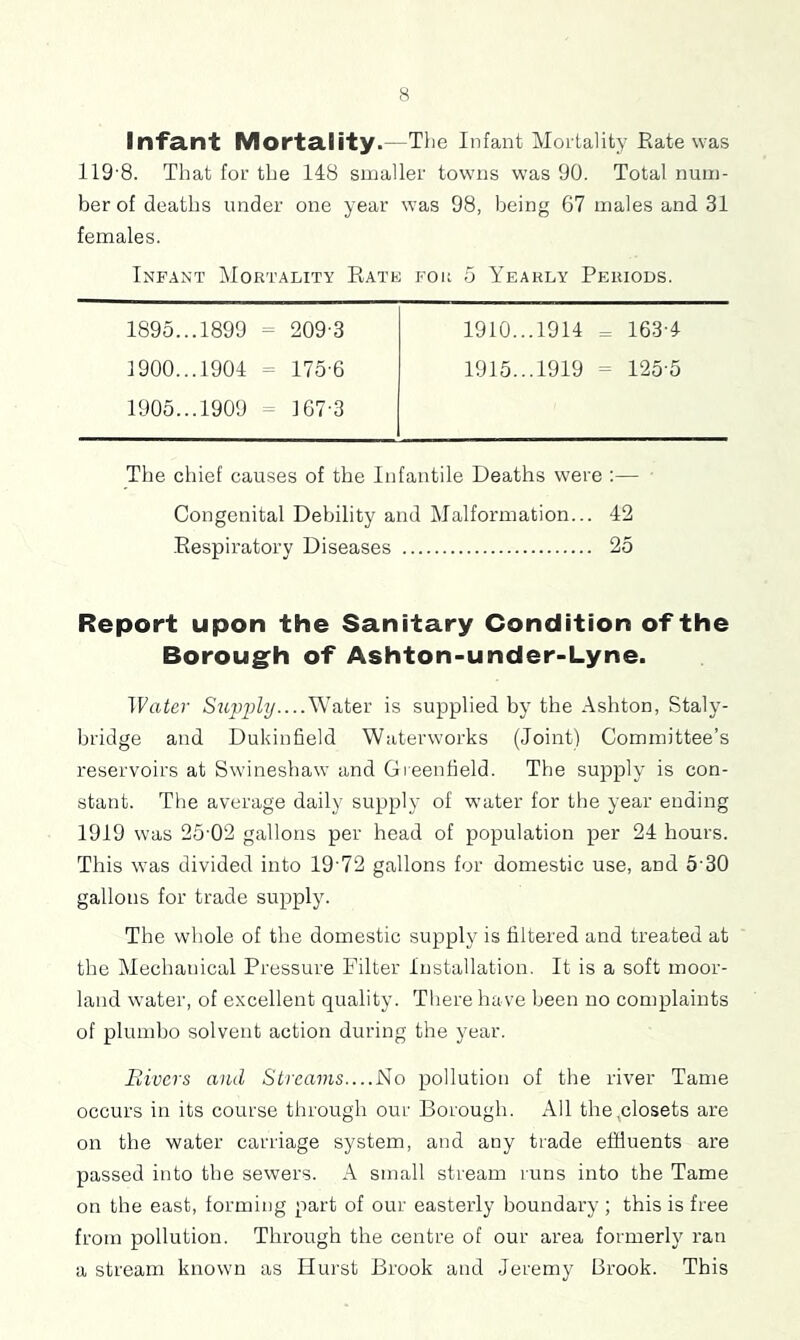 8
Infant Mortality.—The Infant Mortality Rate was
119·8. That for the 148 smaller towns was 90. Total num-
ber of deaths under one year was 98, being 67 males and 31
females.
Infant Mortality Rate for 5 Yearly Periods.
1895...1899 = 209·3
1900...1904 = 175·6
1905...1909 = 167·3
1910...1914 = 163·4
1915...1919 = 125·5
The chief causes of the Infantile Deaths were :—
Congenital Debility and Malformation... 42
Respiratory Diseases ........................... 25
Report upon the Sanitary Condition of the
Borough of Ashton-under-Lyne.
Water Supply....Water is supplied by the Ashton, Staly-
bridge and Dukinfield Waterworks (Joint) Committee's
reservoirs at Swineshaw and Greenfield. The supply is con-
stant. The average daily supply of water for the year ending
1919 was 25·02 gallons per head of population per 24 hours.
This was divided into 19·72 gallons for domestic use, and 5·30
gallons for trade supply.
The whole of the domestic supply is filtered and treated at
the Mechanical Pressure Filter Installation. It is a soft moor-
land water, of excellent quality. There have been no complaints
of plumbo solvent action during the year.
Rivers and Streams....No pollution of the river Tame
occurs in its course through our Borough. All the closets are
on the water carriage system, and any trade effluents are
passed into the sewers. A small stream runs into the Tame
on the east, forming part of our easterly boundary ; this is free
from pollution. Through the centre of our area formerly ran
a stream known as Hurst Brook and Jeremy Brook. This